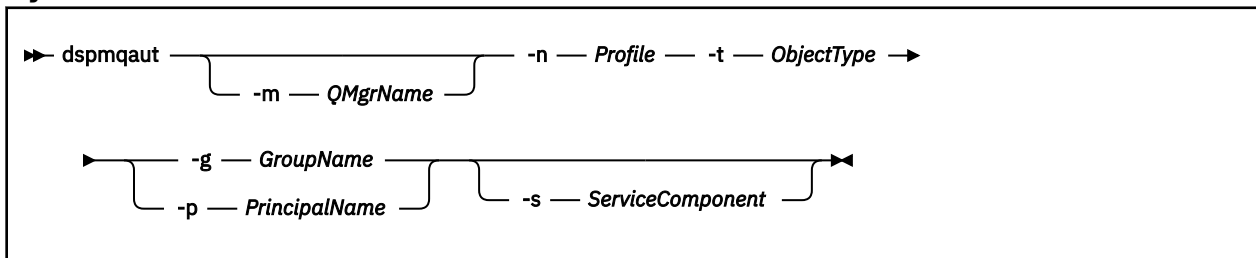 dspmqaut -n Profile -t ObjectType
-m QMgrName
-g GroupName
-p PrincipalName
-s ServiceComponent